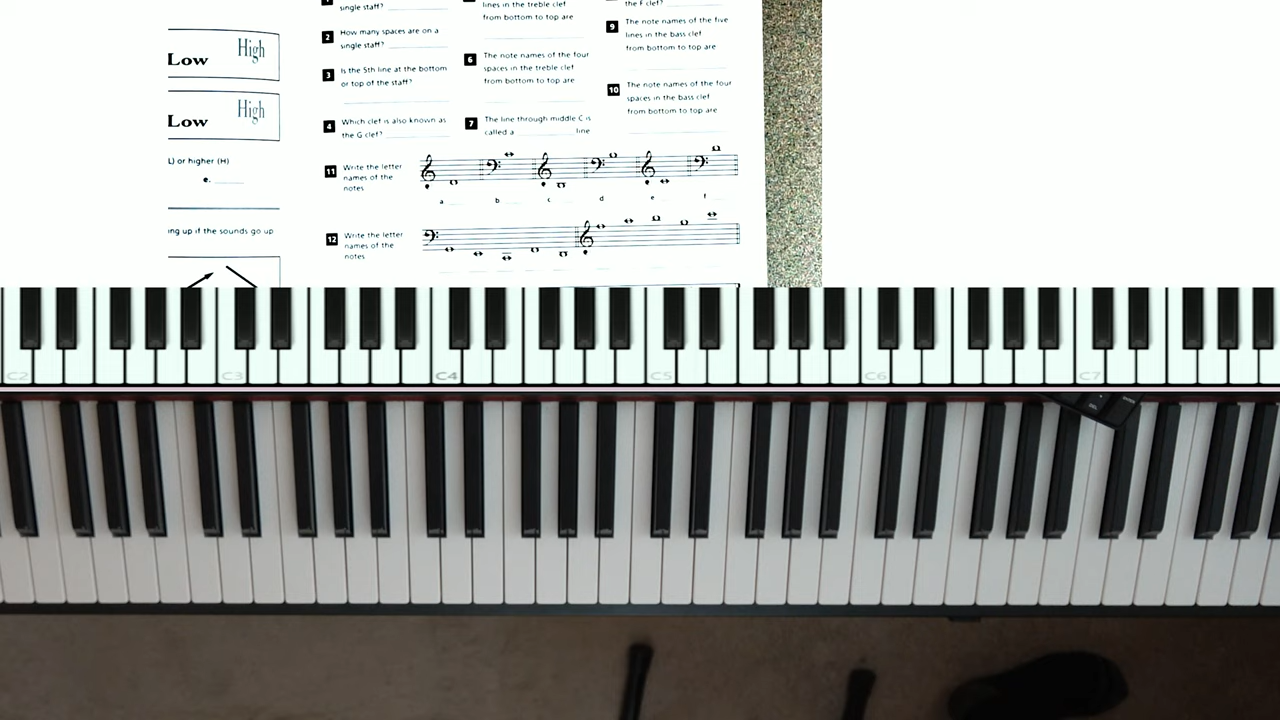 High
Low
High
Low
L) or higher (H)
e.
ing up if the sounds go up
single staff?
2 How many spaces are on a
single staff?
3 Is the 5th line at the bottom
or top of the staff?
4 Which clef is also known as
the G clef?
lines in the treble clef
from bottom to top are
6 The note names of the four
spaces in the treble clef
from bottom to top are
7 The line through middle C is
called a line
the F clef?
9 The note names of the five
lines in the bass clef
from bottom to top are
10 The note names of the four
spaces in the bass clef
from bottom to top are
11 Write the letter
names of the
notes
a b c d e f
12 Write the letter
names of the
notes
C2 C3 C4 C5 C6 C7